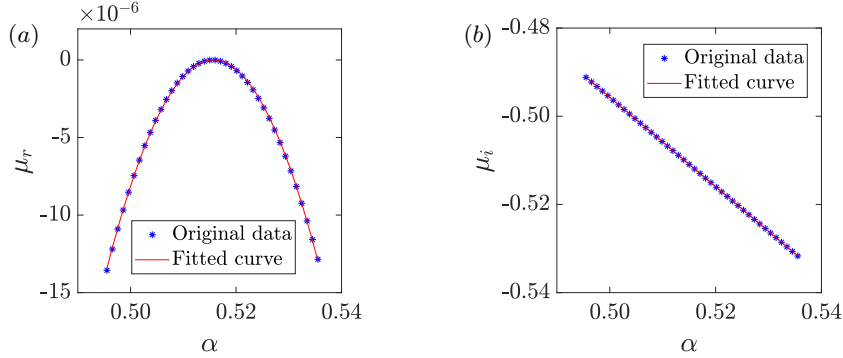 (a)
×10⁻⁶
0
-5
-10
-15
μᵣ
Original data
Fitted curve
0.50
0.52
0.54
α
(b)
-0.48
-0.50
-0.52
-0.54
μᵢ
Original data
Fitted curve
0.50
0.52
0.54
α